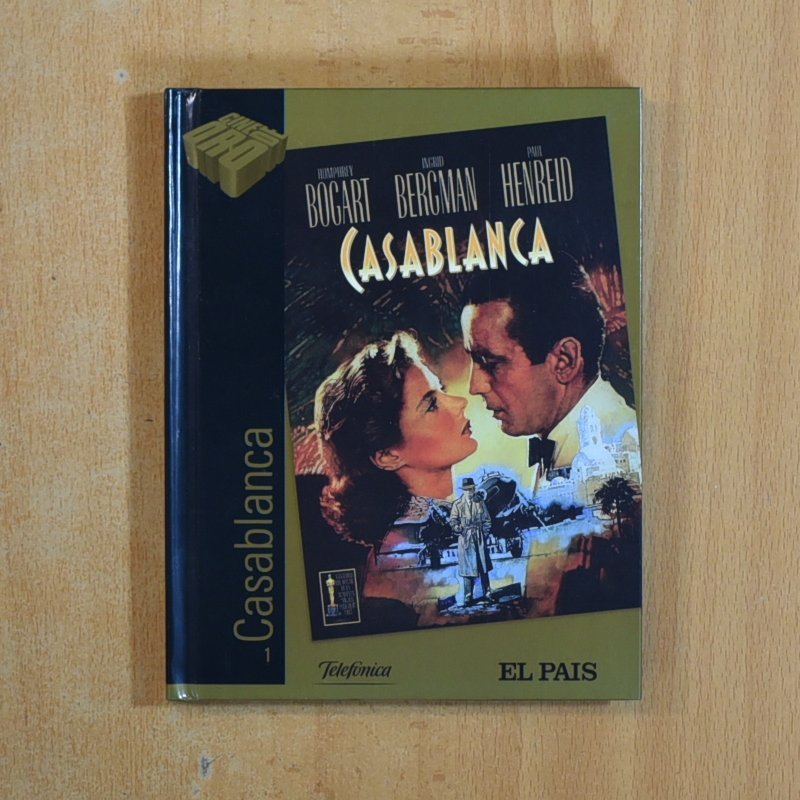 CINE DE
ORO
HUMPHREY
BOGART
INGRID
BERGMAN
PAUL
HENREID
CASABLANCA
1 Casablanca
Telefónica
EL PAIS